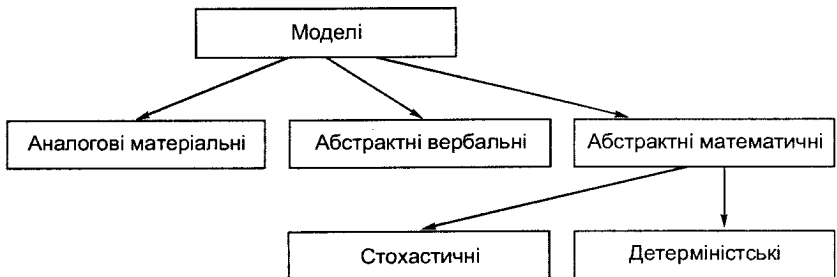 Моделі
Аналогові матеріальні
Абстрактні вербальні
Абстрактні математичні
Стохастичні
Детерміністські